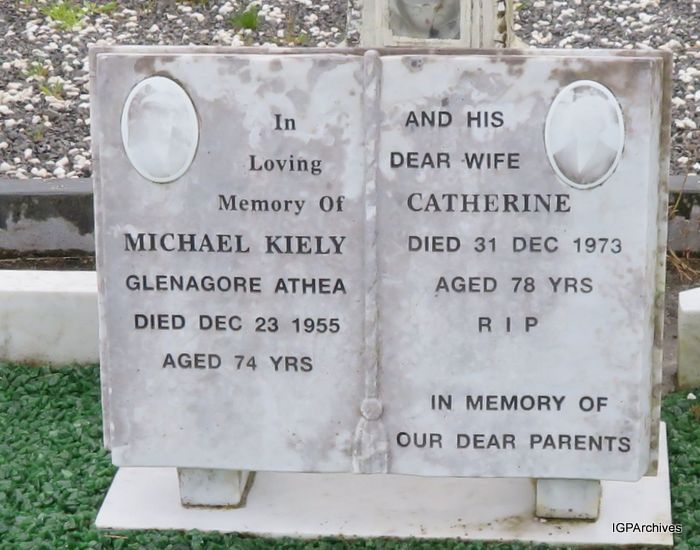 In
Loving
Memory Of
MICHAEL KIELY
GLENAGORE ATHEA
DIED DEC 23 1955
AGED 74 YRS
AND HIS
DEAR WIFE
CATHERINE
DIED 31 DEC 1973
AGED 78 YRS
R I P
IN MEMORY OF
OUR DEAR PARENTS
IGPArchives